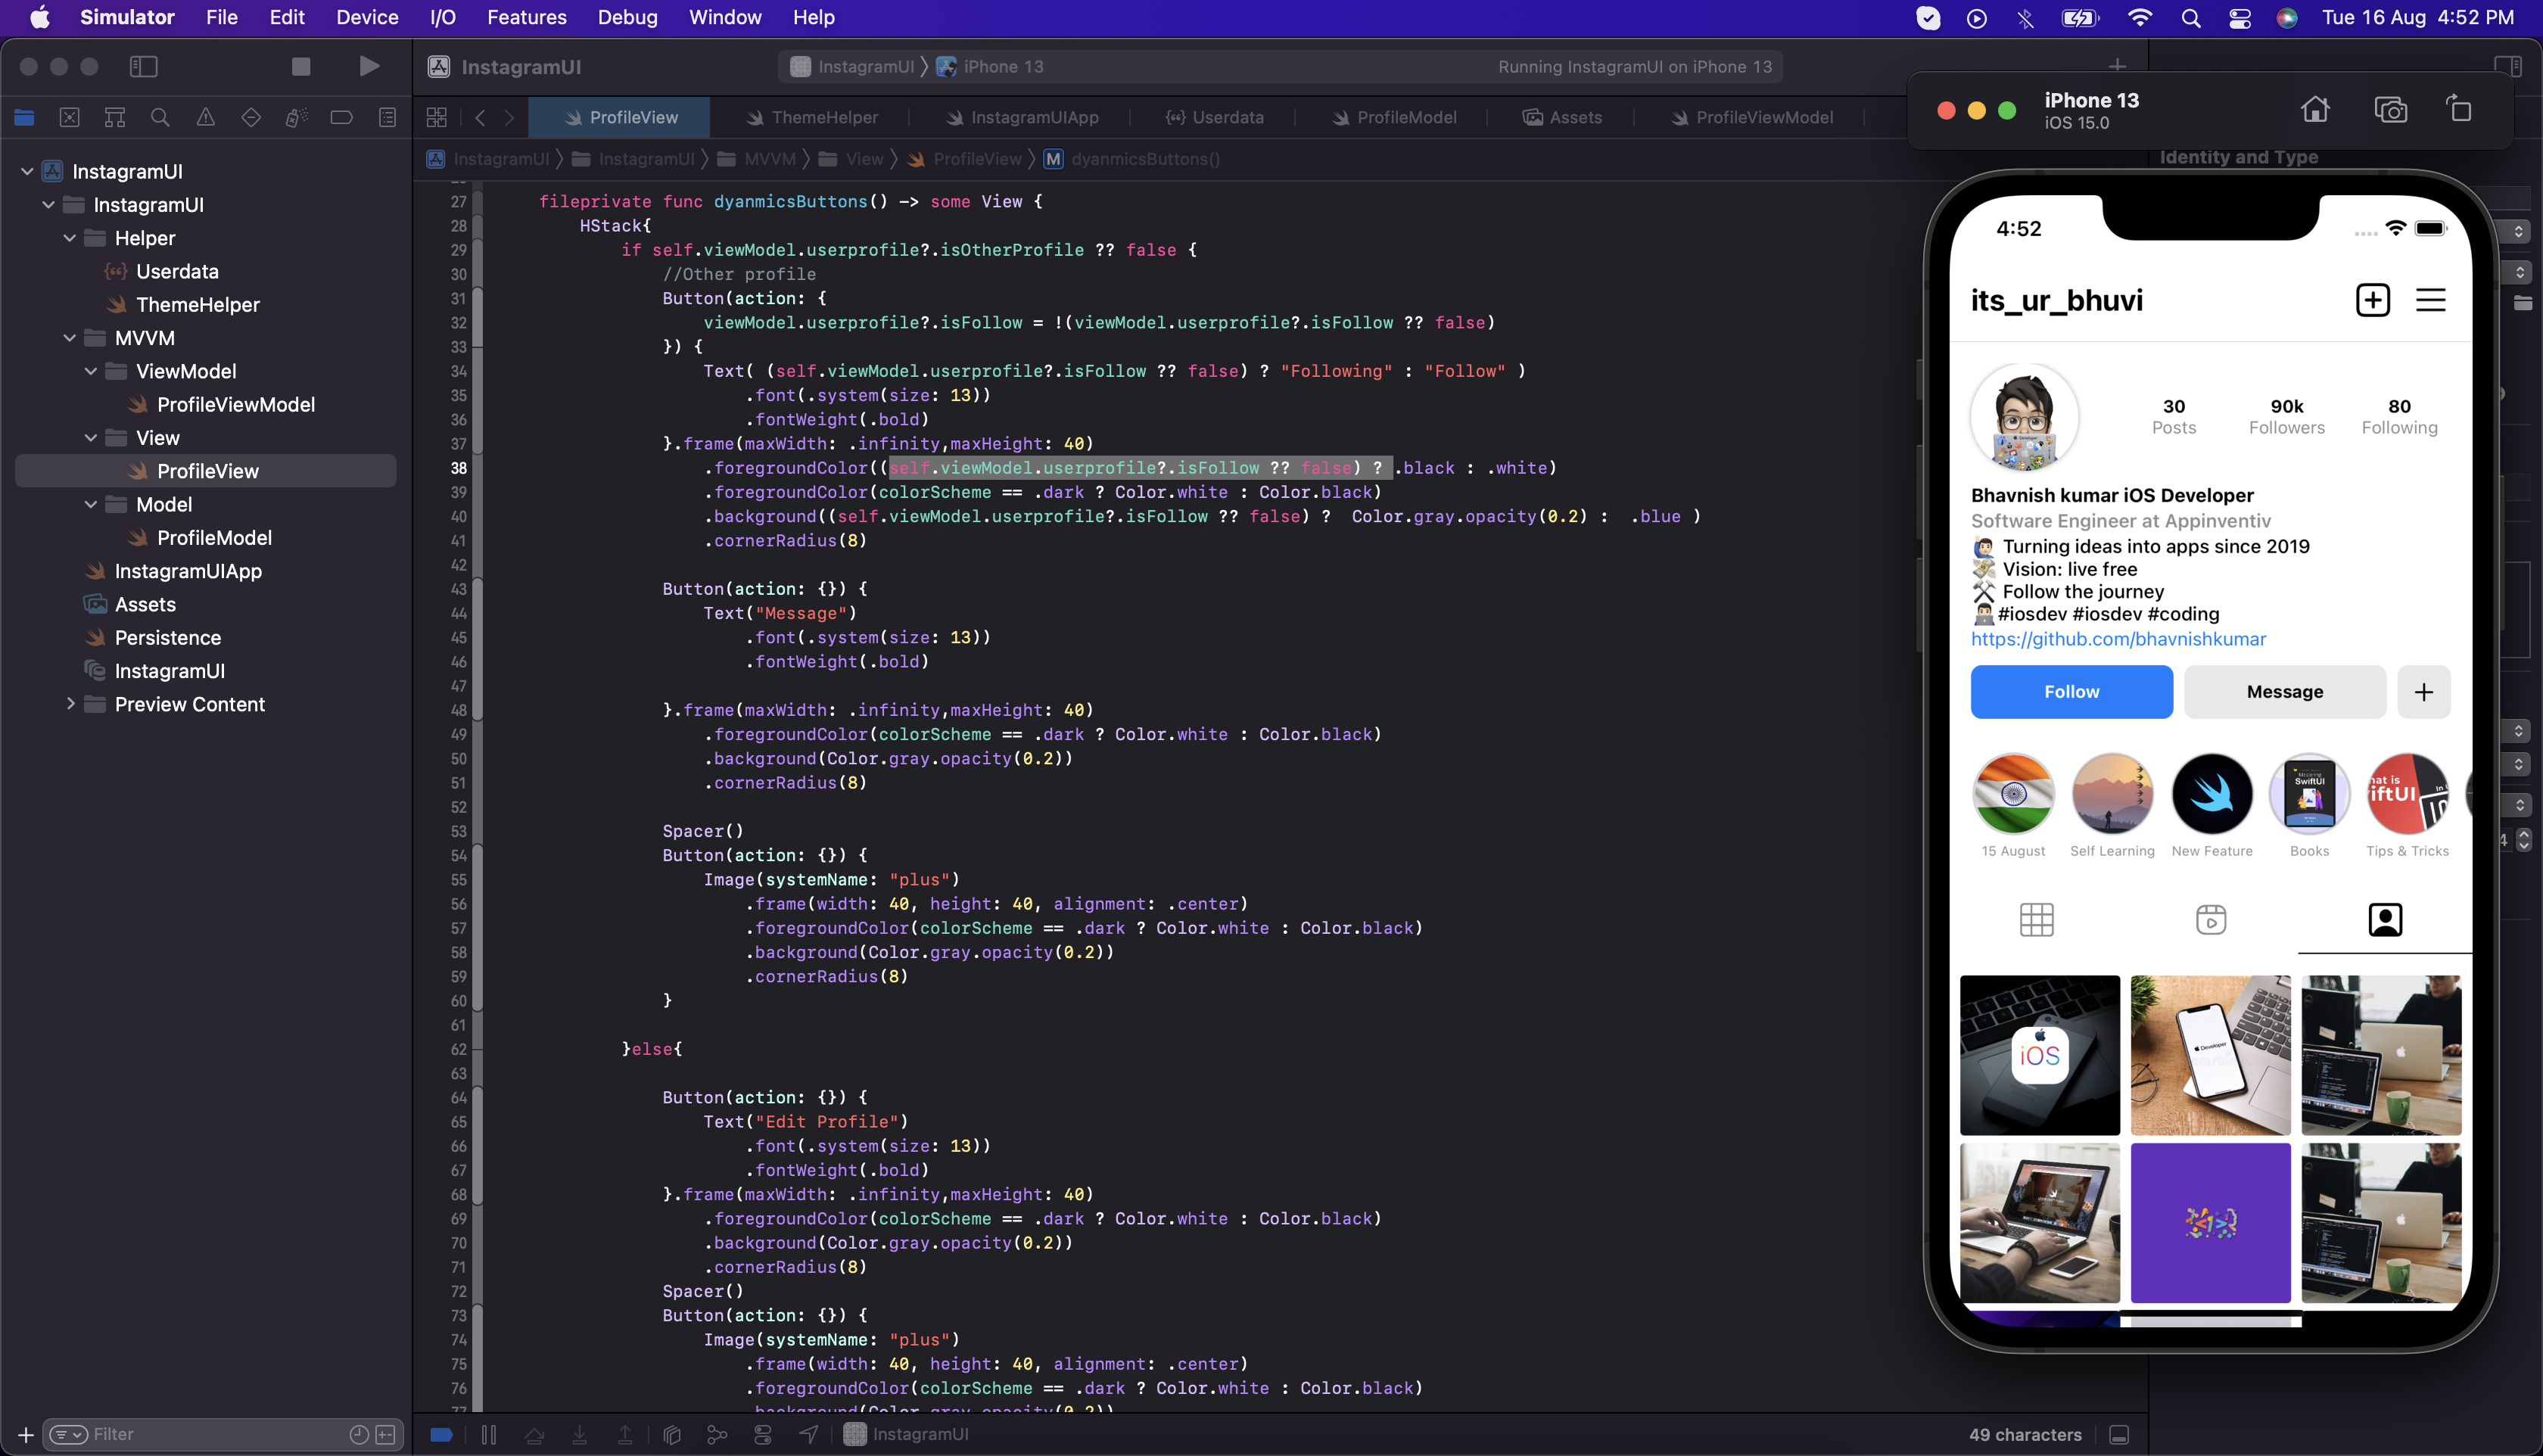 Simulator File Edit Device I/O Features Debug Window Help
Tue 16 Aug 4:52 PM
InstagramUI
InstagramUI
iPhone 13
Running InstagramUI on iPhone 13
ProfileView
ThemeHelper
InstagramUIApp
Userdata
ProfileModel
Assets
ProfileViewModel
InstagramUI InstagramUI MVVM View ProfileView M dyanmicsButtons()
InstagramUI
InstagramUI
Helper
Userdata
ThemeHelper
MVVM
ViewModel
ProfileViewModel
View
ProfileView
Model
ProfileModel
InstagramUIApp
Assets
Persistence
InstagramUI
Preview Content
Filter
27 fileprivate func dyanmicsButtons() -> some View {
28 HStack{
29 if self.viewModel.userprofile?.isOtherProfile ?? false {
30 //Other profile
31 Button(action: {
32 viewModel.userprofile?.isFollow = !(viewModel.userprofile?.isFollow ?? false)
33 }) {
34 Text( (self.viewModel.userprofile?.isFollow ?? false) ? "Following" : "Follow" )
35 .font(.system(size: 13))
36 .fontWeight(.bold)
37 }.frame(maxWidth: .infinity,maxHeight: 40)
38 .foregroundColor((self.viewModel.userprofile?.isFollow ?? false) ? .black : .white)
39 .foregroundColor(colorScheme == .dark ? Color.white : Color.black)
40 .background((self.viewModel.userprofile?.isFollow ?? false) ?  Color.gray.opacity(0.2) :  .blue )
41 .cornerRadius(8)
42
43 Button(action: {}) {
44 Text("Message")
45 .font(.system(size: 13))
46 .fontWeight(.bold)
47
48 }.frame(maxWidth: .infinity,maxHeight: 40)
49 .foregroundColor(colorScheme == .dark ? Color.white : Color.black)
50 .background(Color.gray.opacity(0.2))
51 .cornerRadius(8)
52
53 Spacer()
54 Button(action: {}) {
55 Image(systemName: "plus")
56 .frame(width: 40, height: 40, alignment: .center)
57 .foregroundColor(colorScheme == .dark ? Color.white : Color.black)
58 .background(Color.gray.opacity(0.2))
59 .cornerRadius(8)
60 }
61
62 }else{
63
64 Button(action: {}) {
65 Text("Edit Profile")
66 .font(.system(size: 13))
67 .fontWeight(.bold)
68 }.frame(maxWidth: .infinity,maxHeight: 40)
69 .foregroundColor(colorScheme == .dark ? Color.white : Color.black)
70 .background(Color.gray.opacity(0.2))
71 .cornerRadius(8)
72 Spacer()
73 Button(action: {}) {
74 Image(systemName: "plus")
75 .frame(width: 40, height: 40, alignment: .center)
76 .foregroundColor(colorScheme == .dark ? Color.white : Color.black)
77 .background(Color.gray.opacity(0.2))
InstagramUI
49 characters
iPhone 13
iOS 15.0
Identity and Type
4:52
its_ur_bhuvi
30 90k 80
Posts Followers Following
Bhavnish kumar iOS Developer
Software Engineer at Appinventiv
🙋🏻‍♂️ Turning ideas into apps since 2019
💸 Vision: live free
⚒️ Follow the journey
👨🏻‍💻#iosdev #iosdev #coding
https://github.com/bhavnishkumar
Follow Message +
SwiftUI
hat is
iftUI
15 August Self Learning New Feature Books Tips & Tricks
iOS
Developer
</>